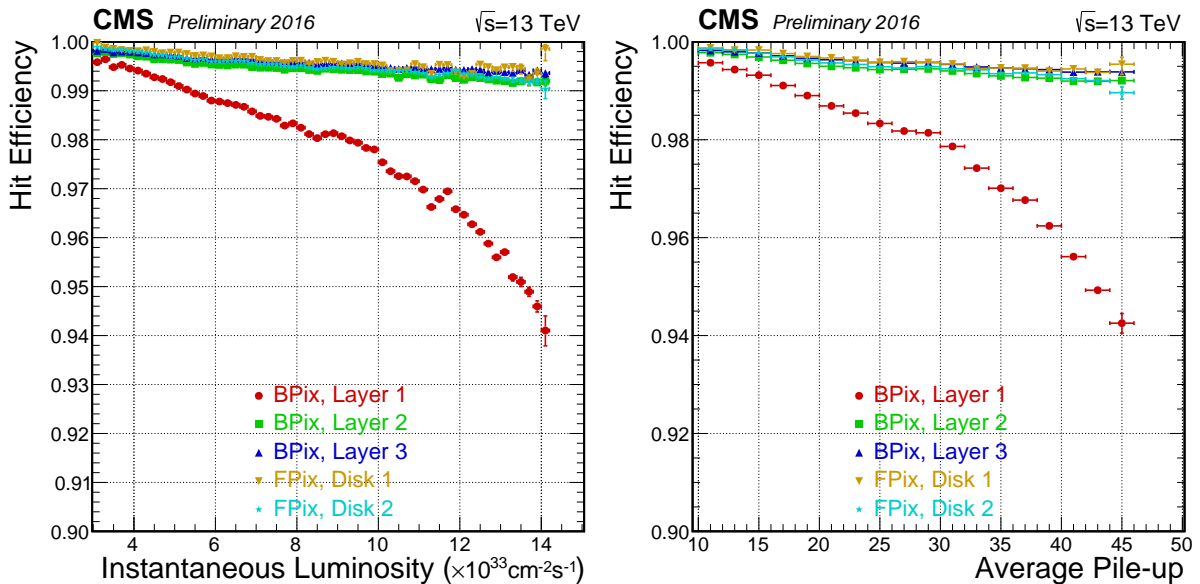 CMS Preliminary 2016 √s=13 TeV
Hit Efficiency
1.00
0.99
0.98
0.97
0.96
0.95
0.94
0.93
0.92
0.91
0.90
BPix, Layer 1
BPix, Layer 2
BPix, Layer 3
FPix, Disk 1
FPix, Disk 2
4 6 8 10 12 14
Instantaneous Luminosity (×10³³cm⁻²s⁻¹)
CMS Preliminary 2016 √s=13 TeV
Hit Efficiency
1.00
0.98
0.96
0.94
0.92
0.90
BPix, Layer 1
BPix, Layer 2
BPix, Layer 3
FPix, Disk 1
FPix, Disk 2
10 15 20 25 30 35 40 45 50
Average Pile-up